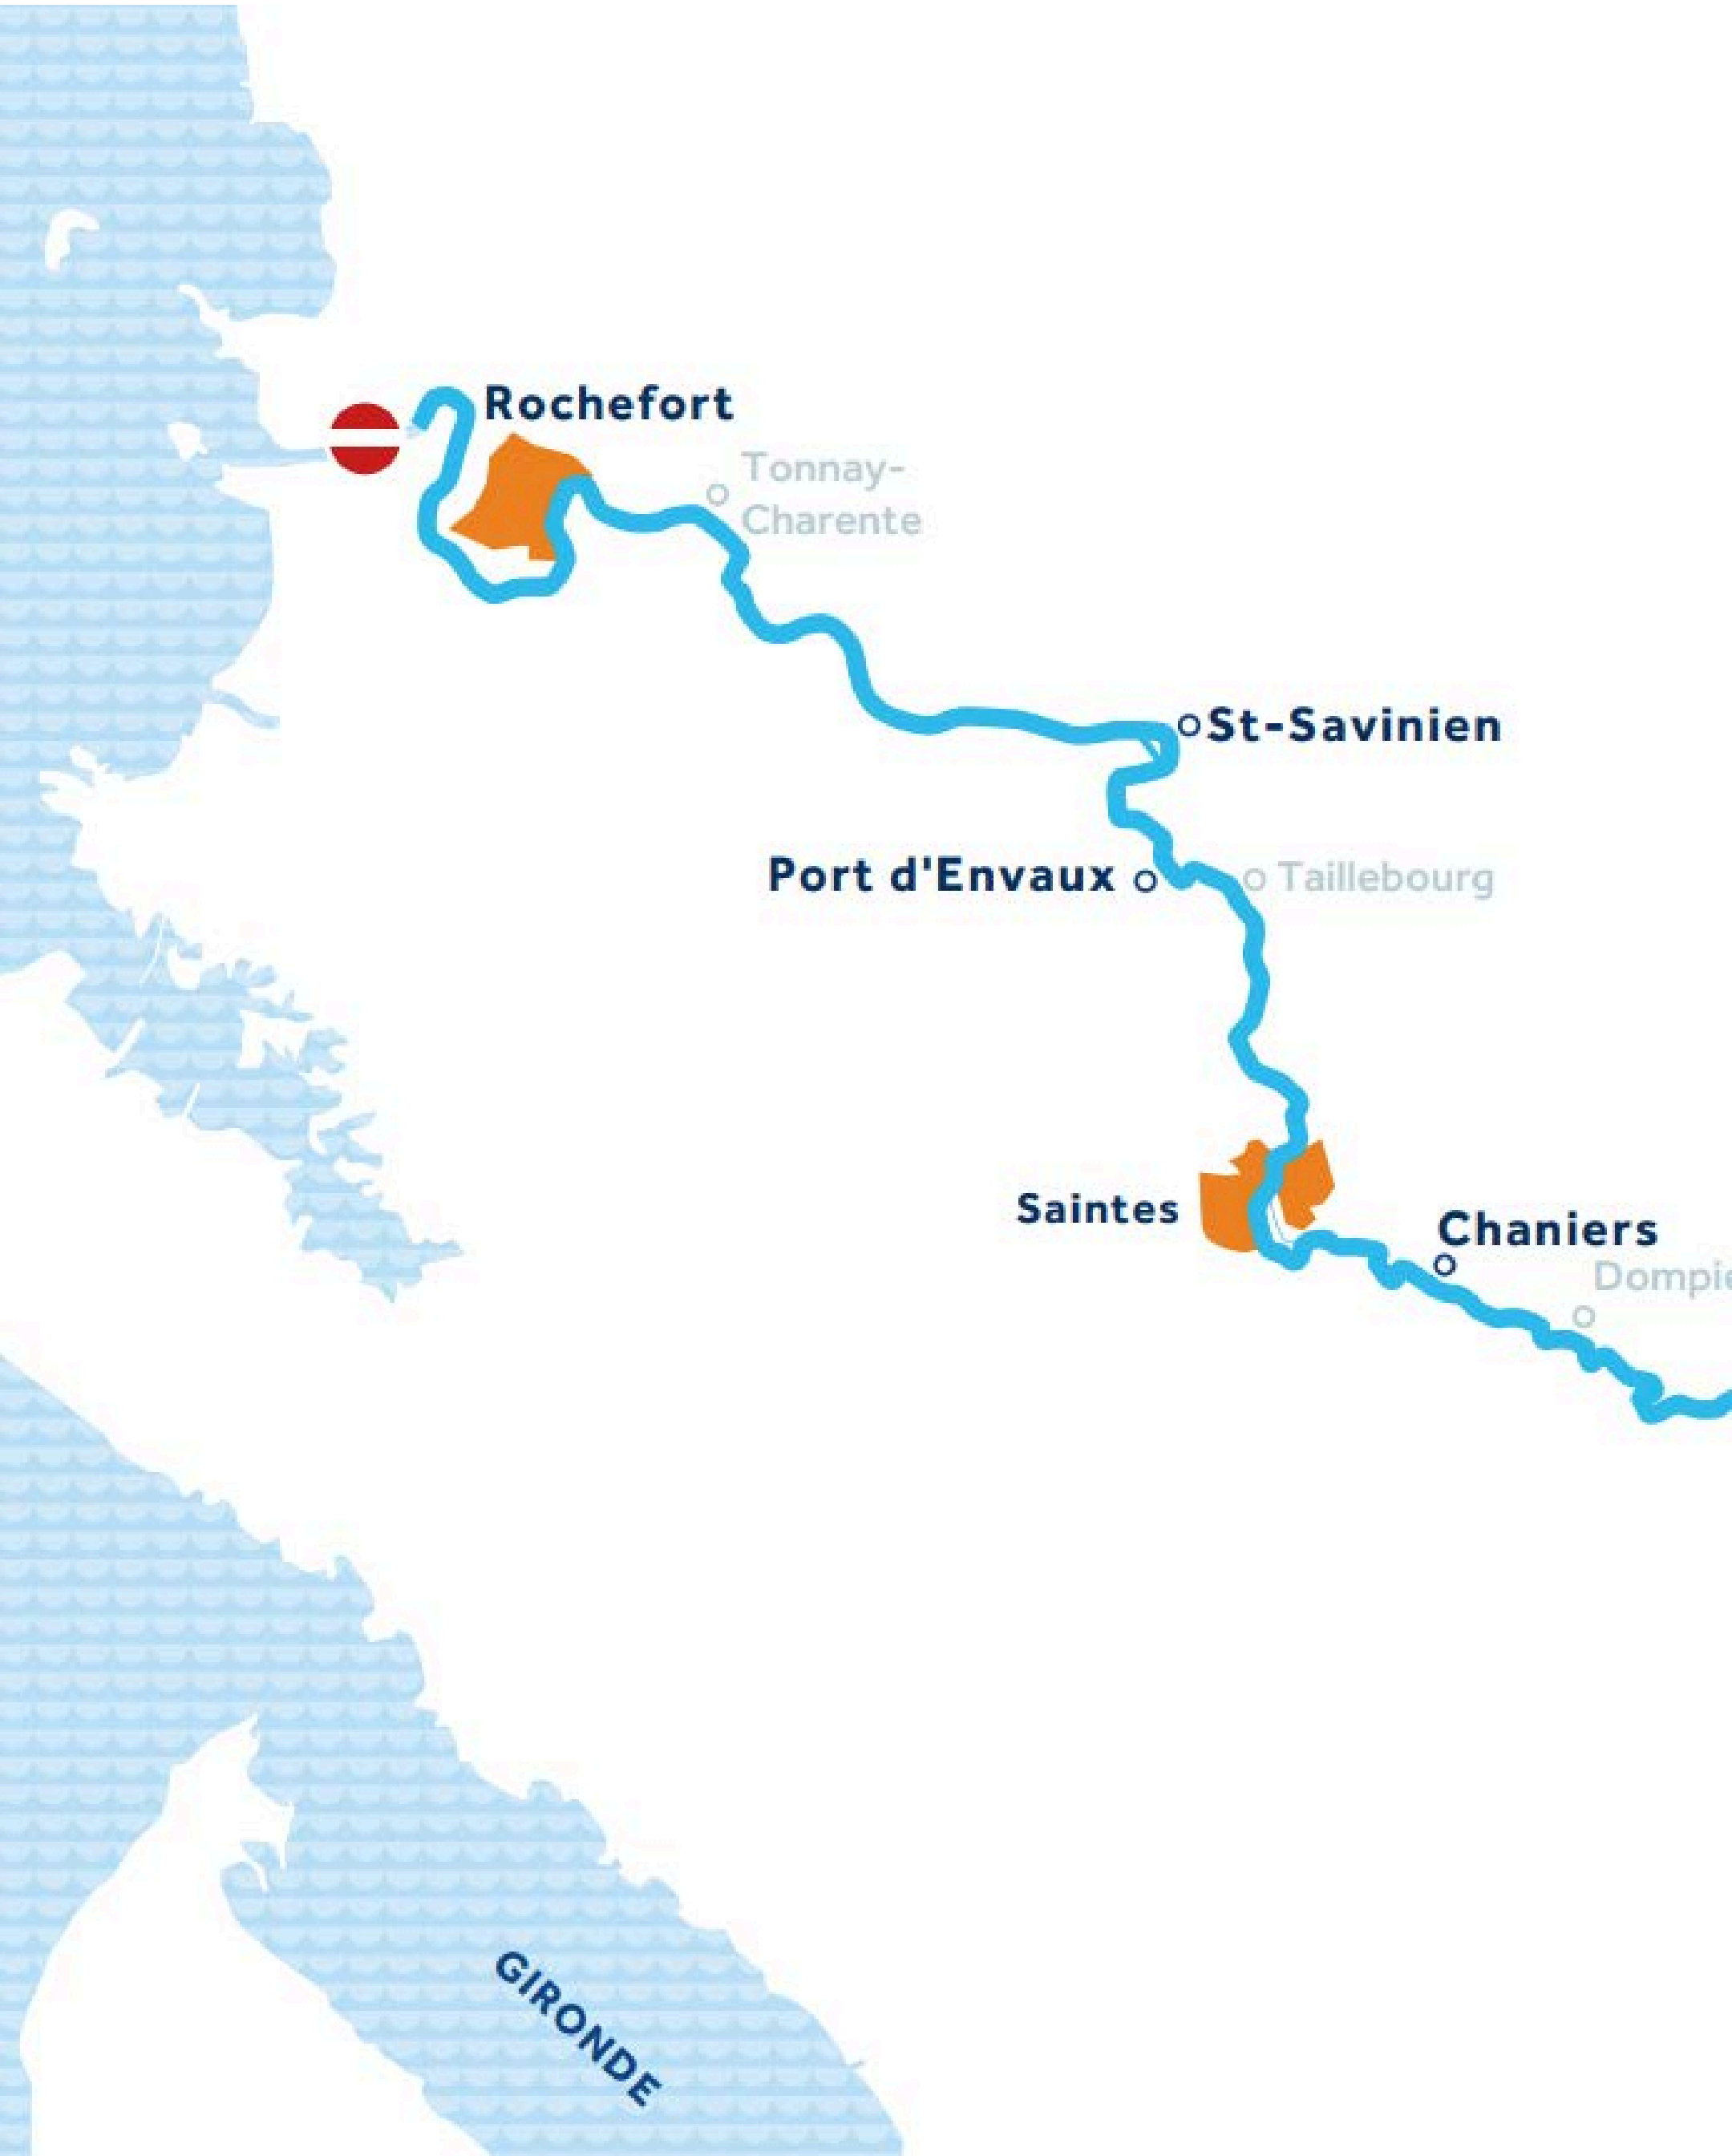 Rochefort
Tonnay-
Charente
St-Savinien
Port d'Envaux
Taillebourg
Saintes
Chaniers
GIRONDE